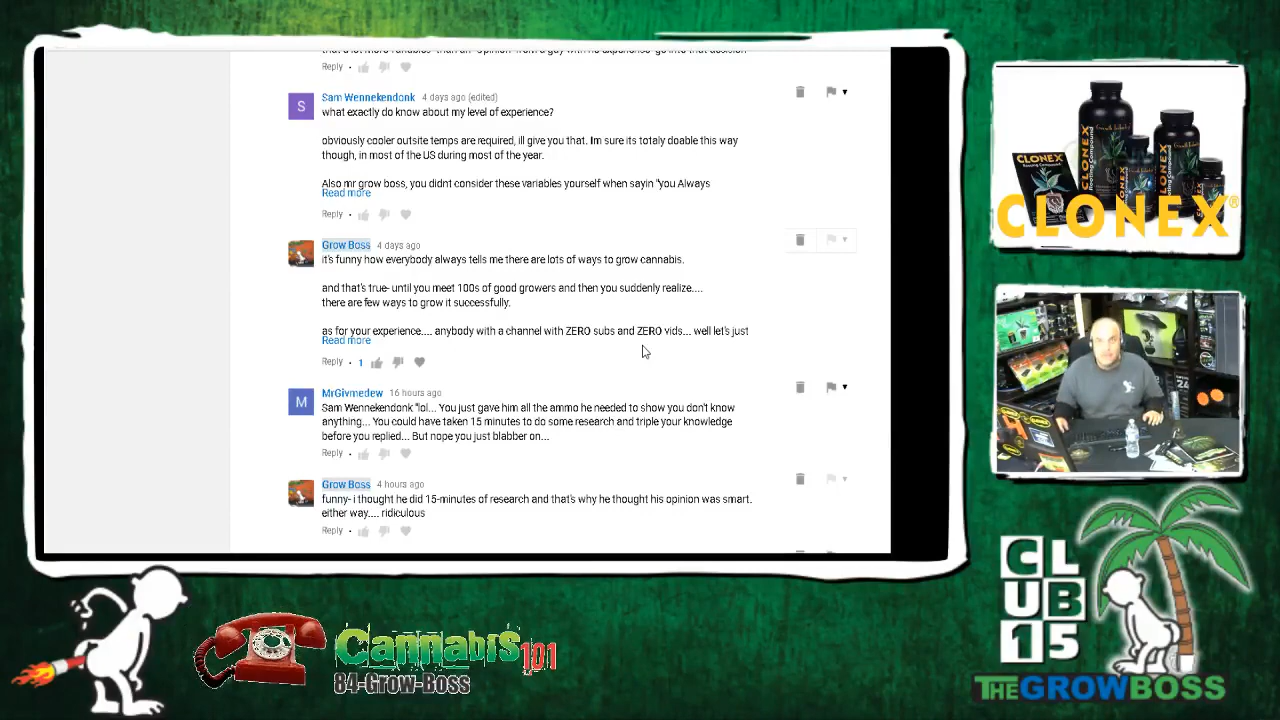 Reply
Sam Wennekendonk 4 days ago (edited)
what exactly do know about my level of experience?
obviously cooler outsite temps are required, ill give you that. Im sure its totaly doable this way
though, in most of the US during most of the year.
Also mr grow boss, you didnt consider these variables yourself when sayin "you Always
Read more
Reply
Grow Boss 4 days ago
it's funny how everybody always tells me there are lots of ways to grow cannabis.
and that's true- until you meet 100s of good growers and then you suddenly realize....
there are few ways to grow it successfully.
as for your experience.... anybody with a channel with ZERO subs and ZERO vids... well let's just
Read more
Reply 1
MrGivmedew 16 hours ago
Sam Wennekendonk "lol... You just gave him all the ammo he needed to show you don't know
anything... You could have taken 15 minutes to do some research and triple your knowledge
before you replied... But nope you just blabber on...
Reply
Grow Boss 4 hours ago
funny- i thought he did 15-minutes of research and that's why he thought his opinion was smart.
either way.... ridiculous
Reply
S
M
CLONEX
CLONEX
CLONEX
CLONEX®
CLUB
15
THEGROWBOSS
Cannabis101
84-Grow-Boss